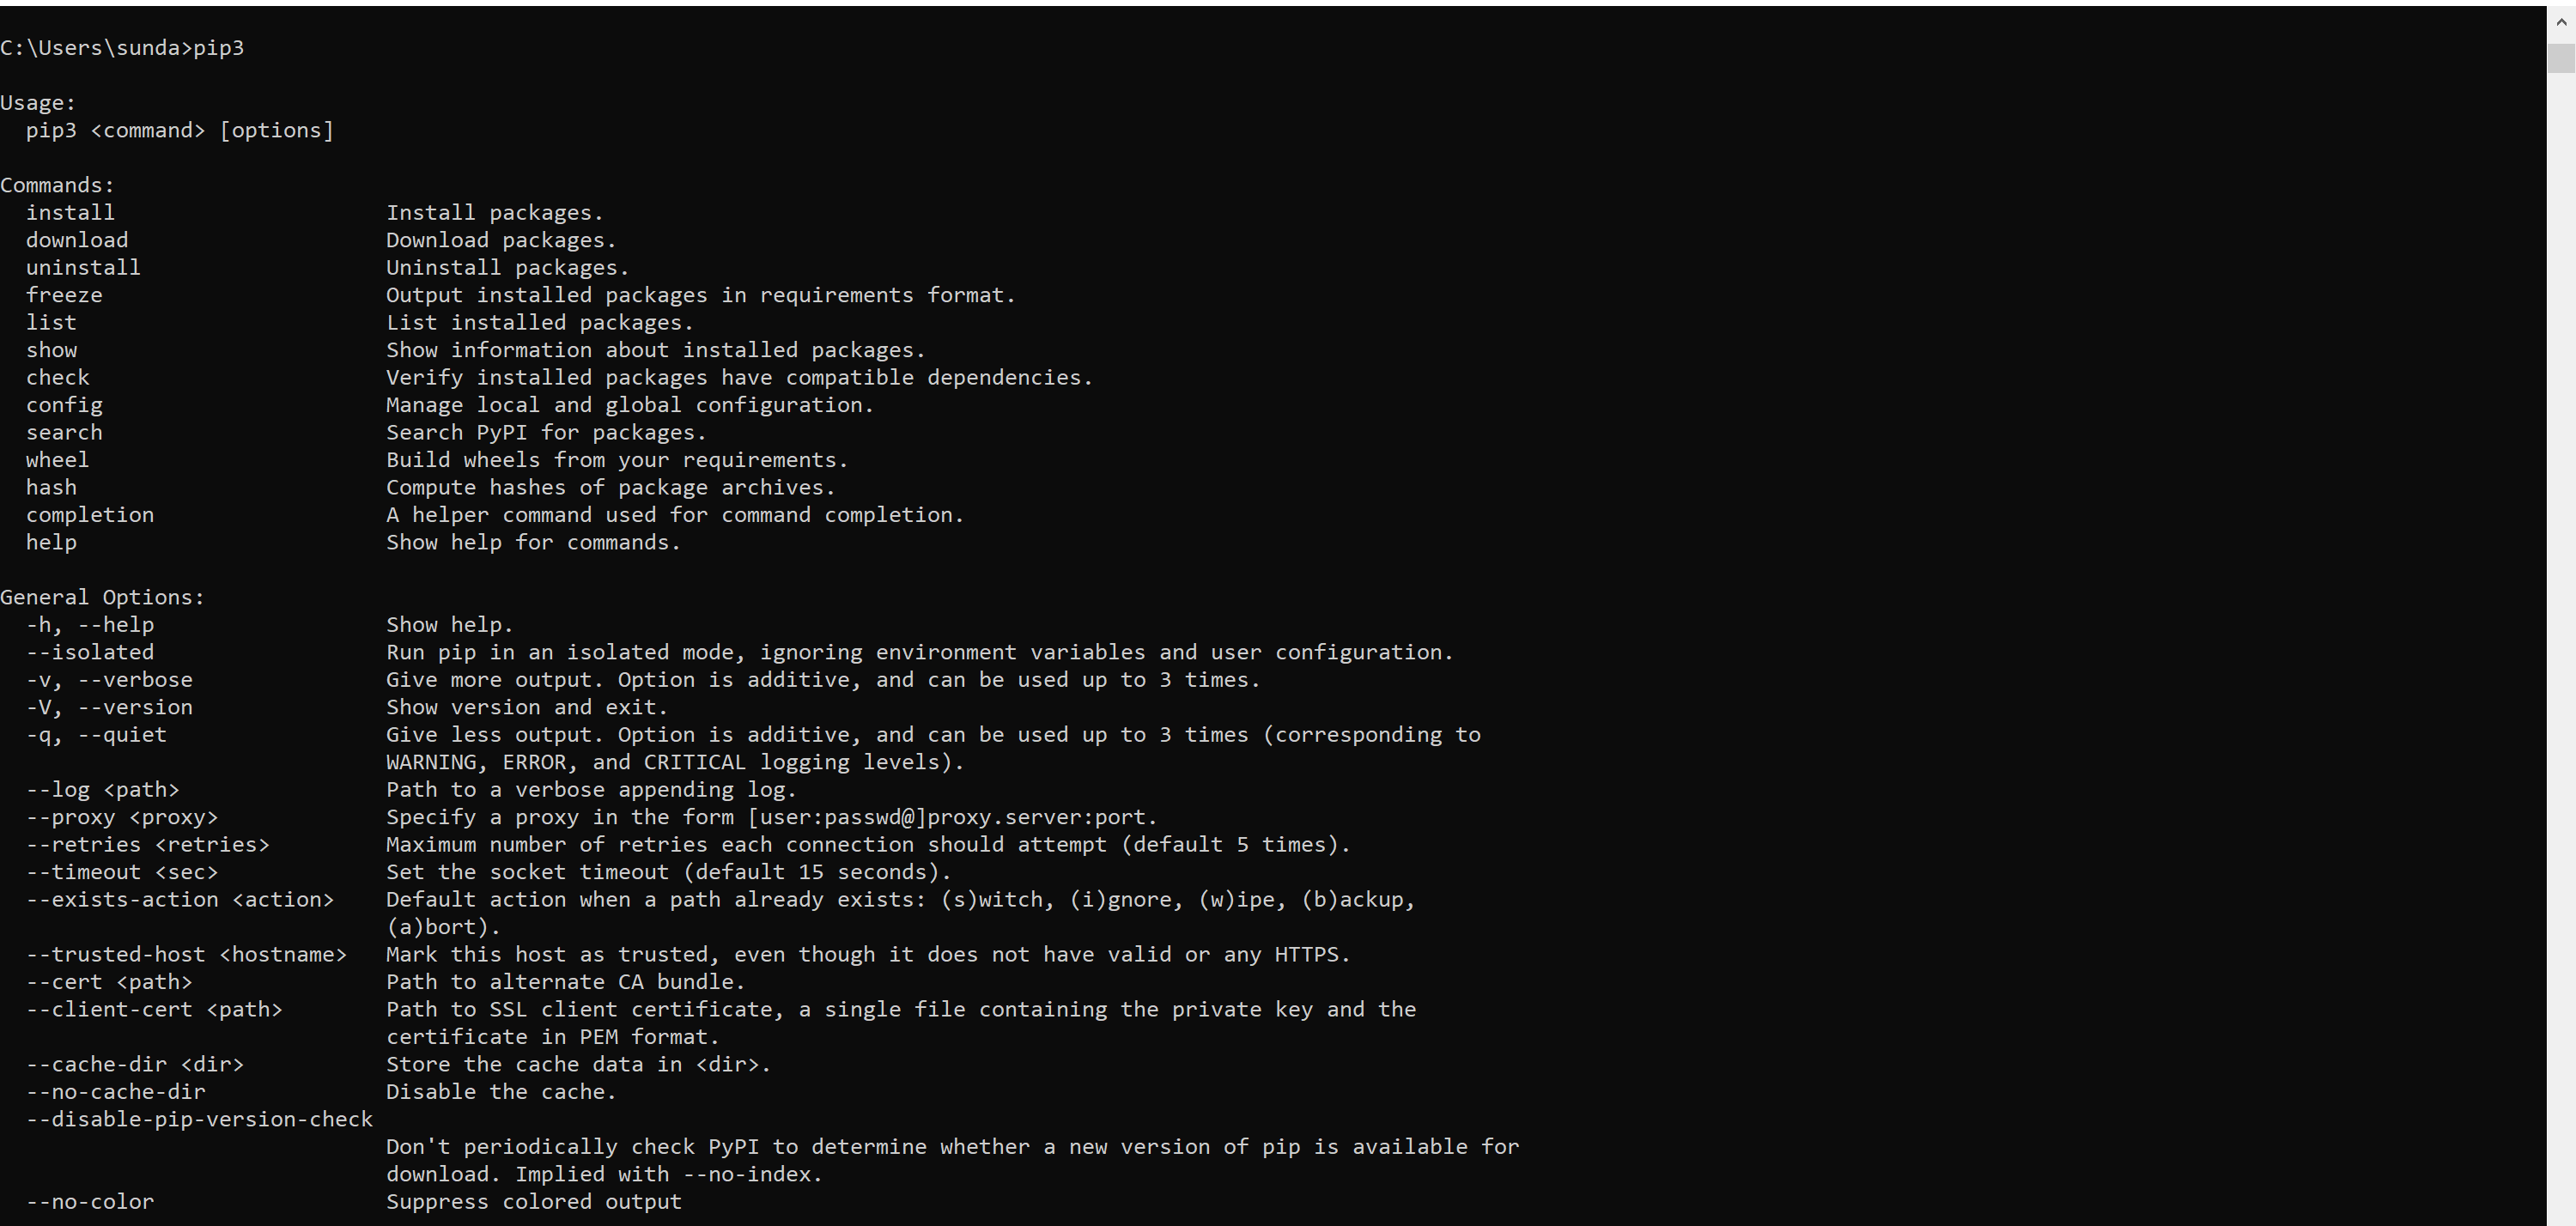 C:\Users\sunda>pip3
Usage:
  pip3 <command> [options]
Commands:
  install                     Install packages.
  download                    Download packages.
  uninstall                   Uninstall packages.
  freeze                      Output installed packages in requirements format.
  list                        List installed packages.
  show                        Show information about installed packages.
  check                       Verify installed packages have compatible dependencies.
  config                      Manage local and global configuration.
  search                      Search PyPI for packages.
  wheel                       Build wheels from your requirements.
  hash                        Compute hashes of package archives.
  completion                  A helper command used for command completion.
  help                        Show help for commands.
General Options:
  -h, --help                  Show help.
  --isolated                  Run pip in an isolated mode, ignoring environment variables and user configuration.
  -v, --verbose               Give more output. Option is additive, and can be used up to 3 times.
  -V, --version               Show version and exit.
  -q, --quiet                 Give less output. Option is additive, and can be used up to 3 times (corresponding to
                              WARNING, ERROR, and CRITICAL logging levels).
  --log <path>                Path to a verbose appending log.
  --proxy <proxy>             Specify a proxy in the form [user:passwd@]proxy.server:port.
  --retries <retries>         Maximum number of retries each connection should attempt (default 5 times).
  --timeout <sec>             Set the socket timeout (default 15 seconds).
  --exists-action <action>    Default action when a path already exists: (s)witch, (i)gnore, (w)ipe, (b)ackup,
                              (a)bort).
  --trusted-host <hostname>   Mark this host as trusted, even though it does not have valid or any HTTPS.
  --cert <path>               Path to alternate CA bundle.
  --client-cert <path>        Path to SSL client certificate, a single file containing the private key and the
                              certificate in PEM format.
  --cache-dir <dir>           Store the cache data in <dir>.
  --no-cache-dir              Disable the cache.
  --disable-pip-version-check
                              Don't periodically check PyPI to determine whether a new version of pip is available for
                              download. Implied with --no-index.
  --no-color                  Suppress colored output